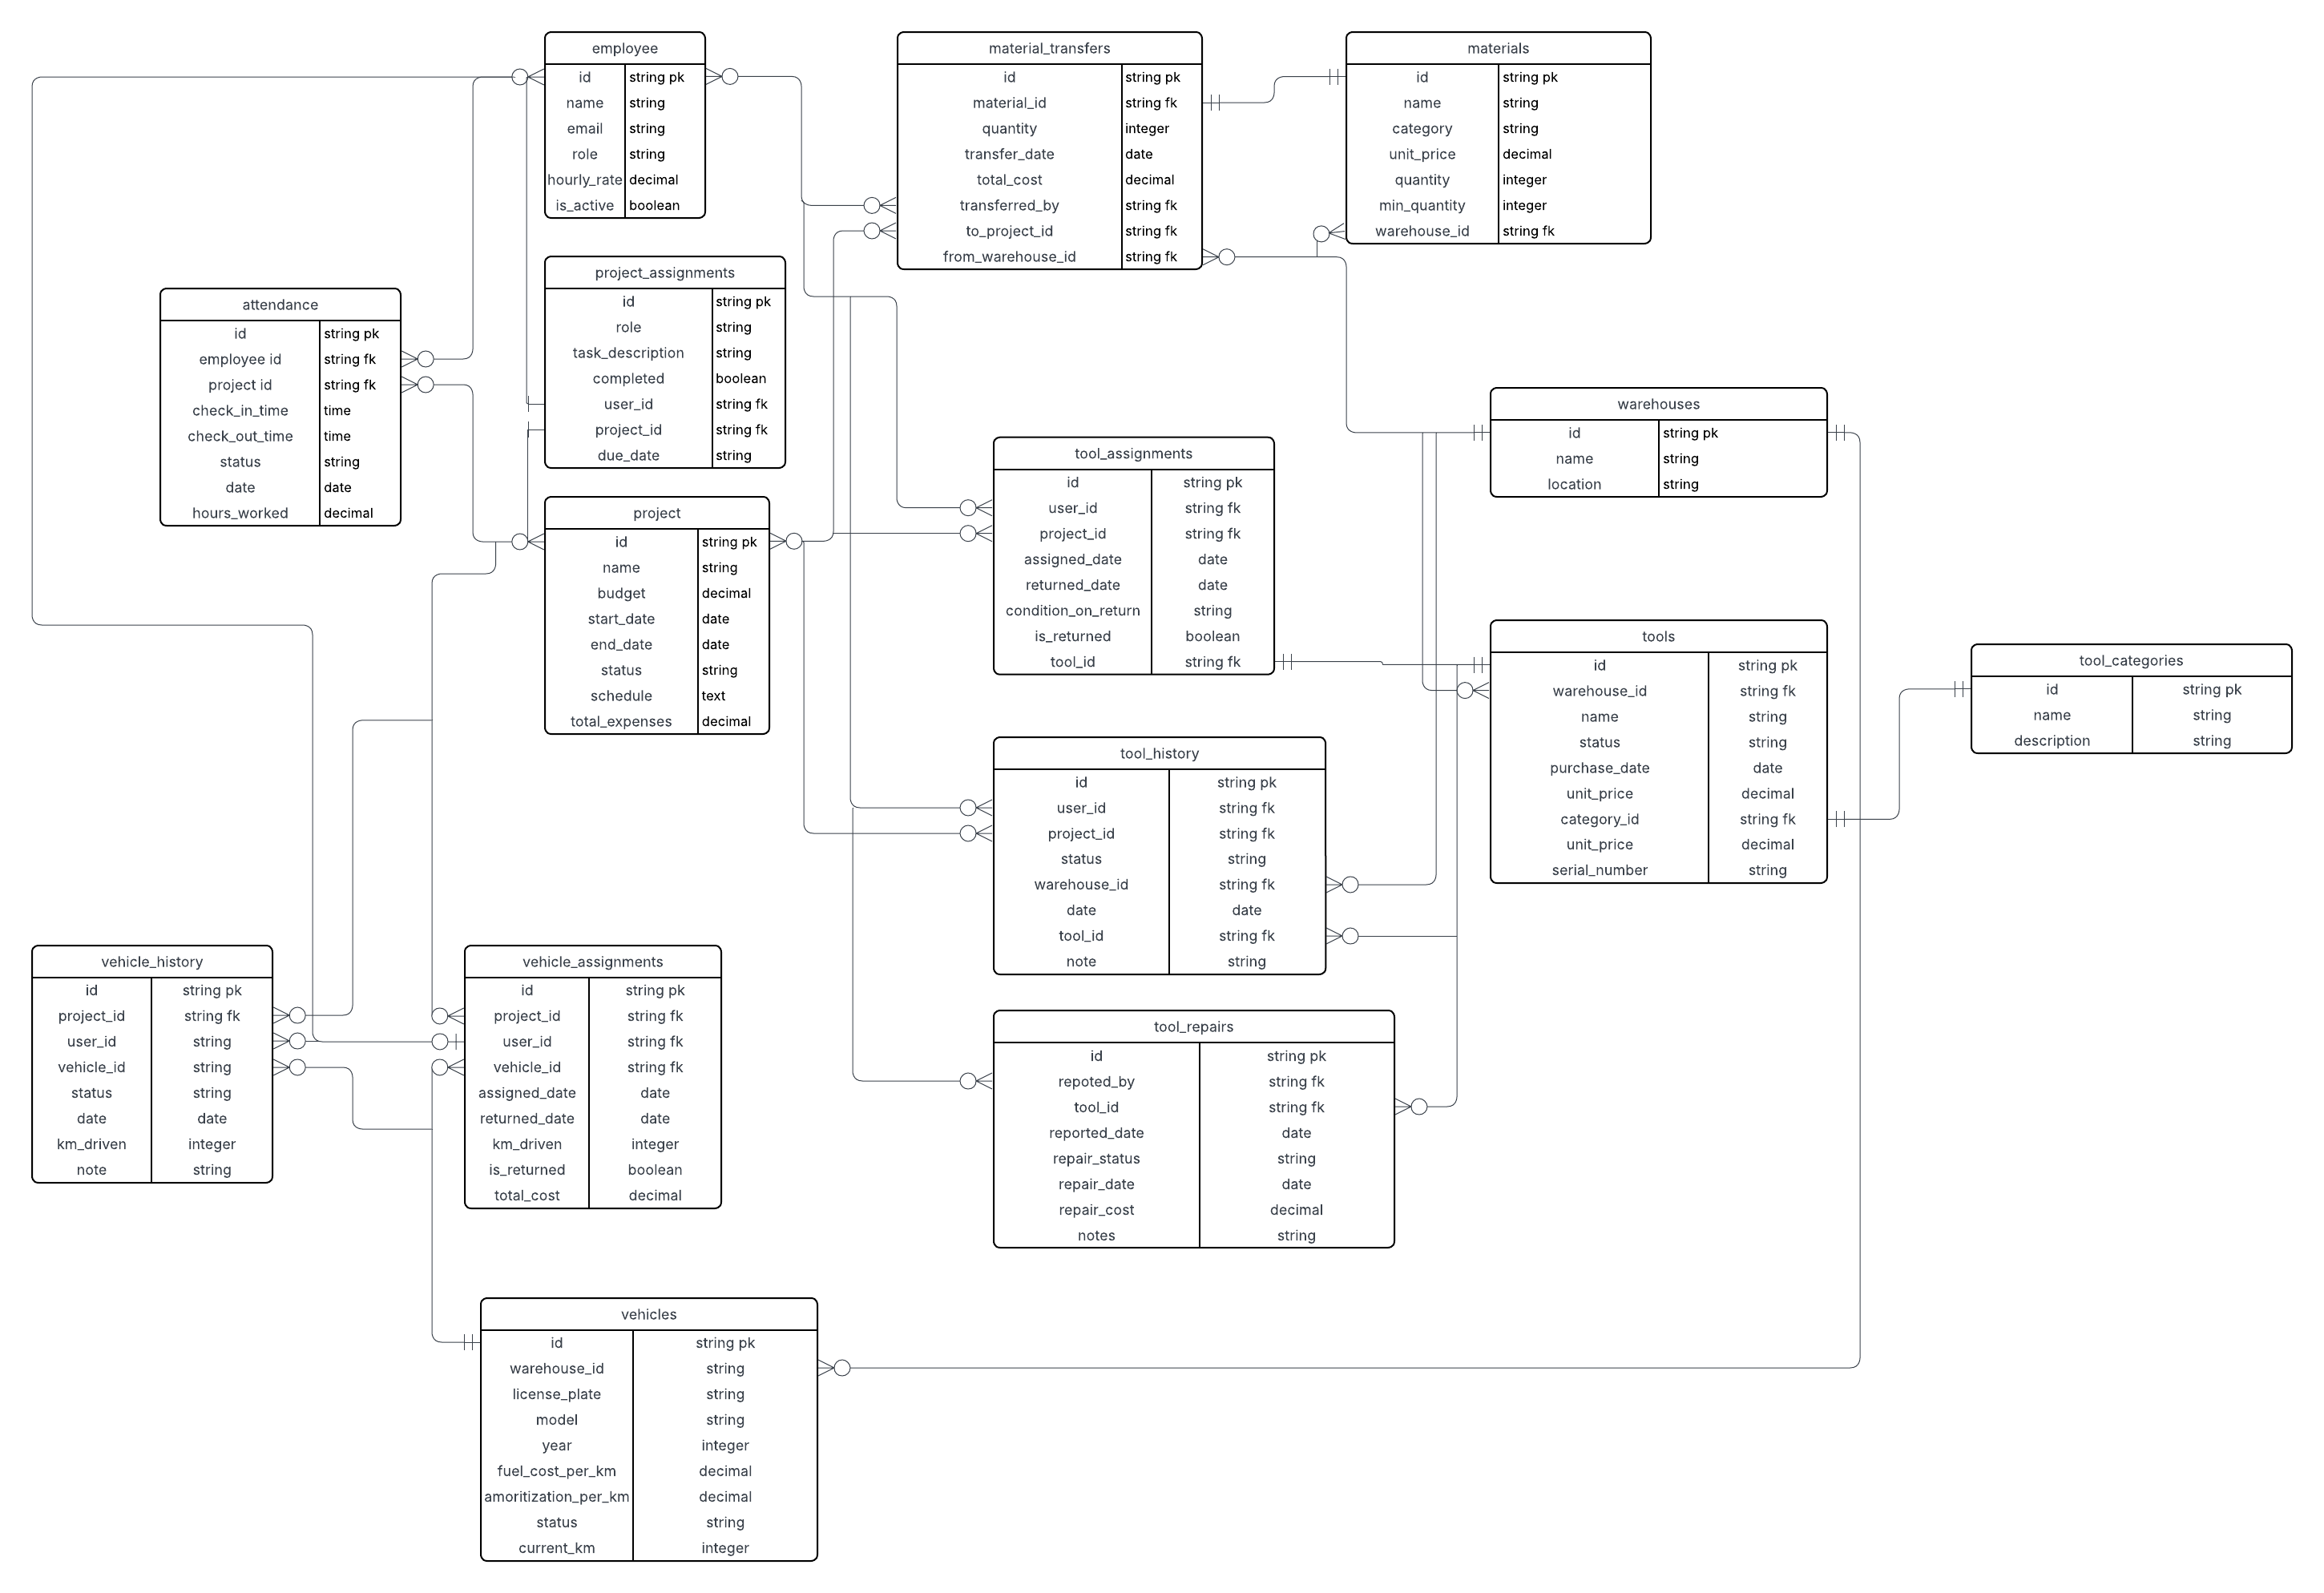 employee
id string pk
name string
email string
role string
hourly_rate decimal
is_active boolean
material_transfers
id string pk
material_id string fk
quantity integer
transfer_date date
total_cost decimal
transferred_by string fk
to_project_id string fk
from_warehouse_id string fk
materials
id string pk
name string
category string
unit_price decimal
quantity integer
min_quantity integer
warehouse_id string fk
project_assignments
id string pk
role string
task_description string
completed boolean
user_id string fk
project_id string fk
due_date string
attendance
id string pk
employee id string fk
project id string fk
check_in_time time
check_out_time time
status string
date date
hours_worked decimal
warehouses
id string pk
name string
location string
tool_assignments
id string pk
user_id string fk
project_id string fk
assigned_date date
returned_date date
condition_on_return string
is_returned boolean
tool_id string fk
project
id string pk
name string
budget decimal
start_date date
end_date date
status string
schedule text
total_expenses decimal
tools
id string pk
warehouse_id string fk
name string
status string
purchase_date date
unit_price decimal
category_id string fk
unit_price decimal
serial_number string
tool_categories
id string pk
name string
description string
tool_history
id string pk
user_id string fk
project_id string fk
status string
warehouse_id string fk
date date
tool_id string fk
note string
vehicle_history
id string pk
project_id string fk
user_id string
vehicle_id string
status string
date date
km_driven integer
note string
vehicle_assignments
id string pk
project_id string fk
user_id string fk
vehicle_id string fk
assigned_date date
returned_date date
km_driven integer
is_returned boolean
total_cost decimal
tool_repairs
id string pk
repoted_by string fk
tool_id string fk
reported_date date
repair_status string
repair_date date
repair_cost decimal
notes string
vehicles
id string pk
warehouse_id string
license_plate string
model string
year integer
fuel_cost_per_km decimal
amoritization_per_km decimal
status string
current_km integer